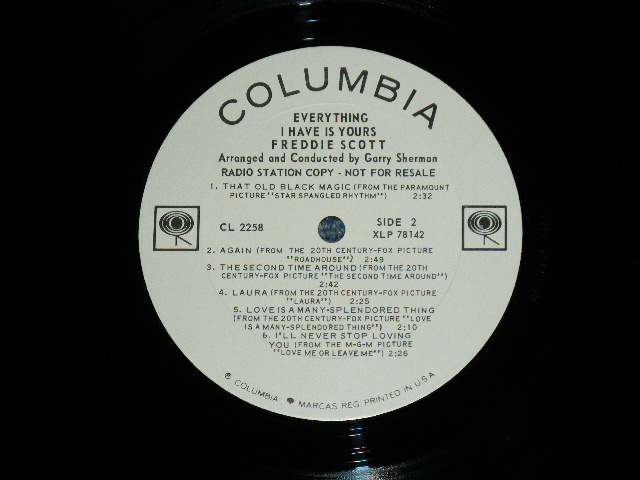 COLUMBIA
EVERYTHING
I HAVE IS YOURS
FREDDIE SCOTT
Arranged and Conducted by Garry Sherman
RADIO STATION COPY - NOT FOR RESALE
1. THAT OLD BLACK MAGIC (FROM THE PARAMOUNT
PICTURE "STAR SPANGLED RHYTHM") 2:32
CL 2258
SIDE 2
XLP 78142
2. AGAIN (FROM THE 20TH CENTURY-FOX PICTURE
"ROADHOUSE") 2:49
3. THE SECOND TIME AROUND (FROM THE 20TH
CENTURY-FOX PICTURE "THE SECOND TIME AROUND")
2:42
4. LAURA (FROM THE 20TH CENTURY-FOX PICTURE
"LAURA") 2:25
5. LOVE IS A MANY-SPLENDORED THING
(FROM THE 20TH CENTURY-FOX PICTURE "LOVE
IS A MANY-SPLENDORED THING") 2:10
6. I'LL NEVER STOP LOVING
YOU (FROM THE M-G-M PICTURE
"LOVE ME OR LEAVE ME") 2:26
® COLUMBIA, MARCAS REG. PRINTED IN U.S.A.